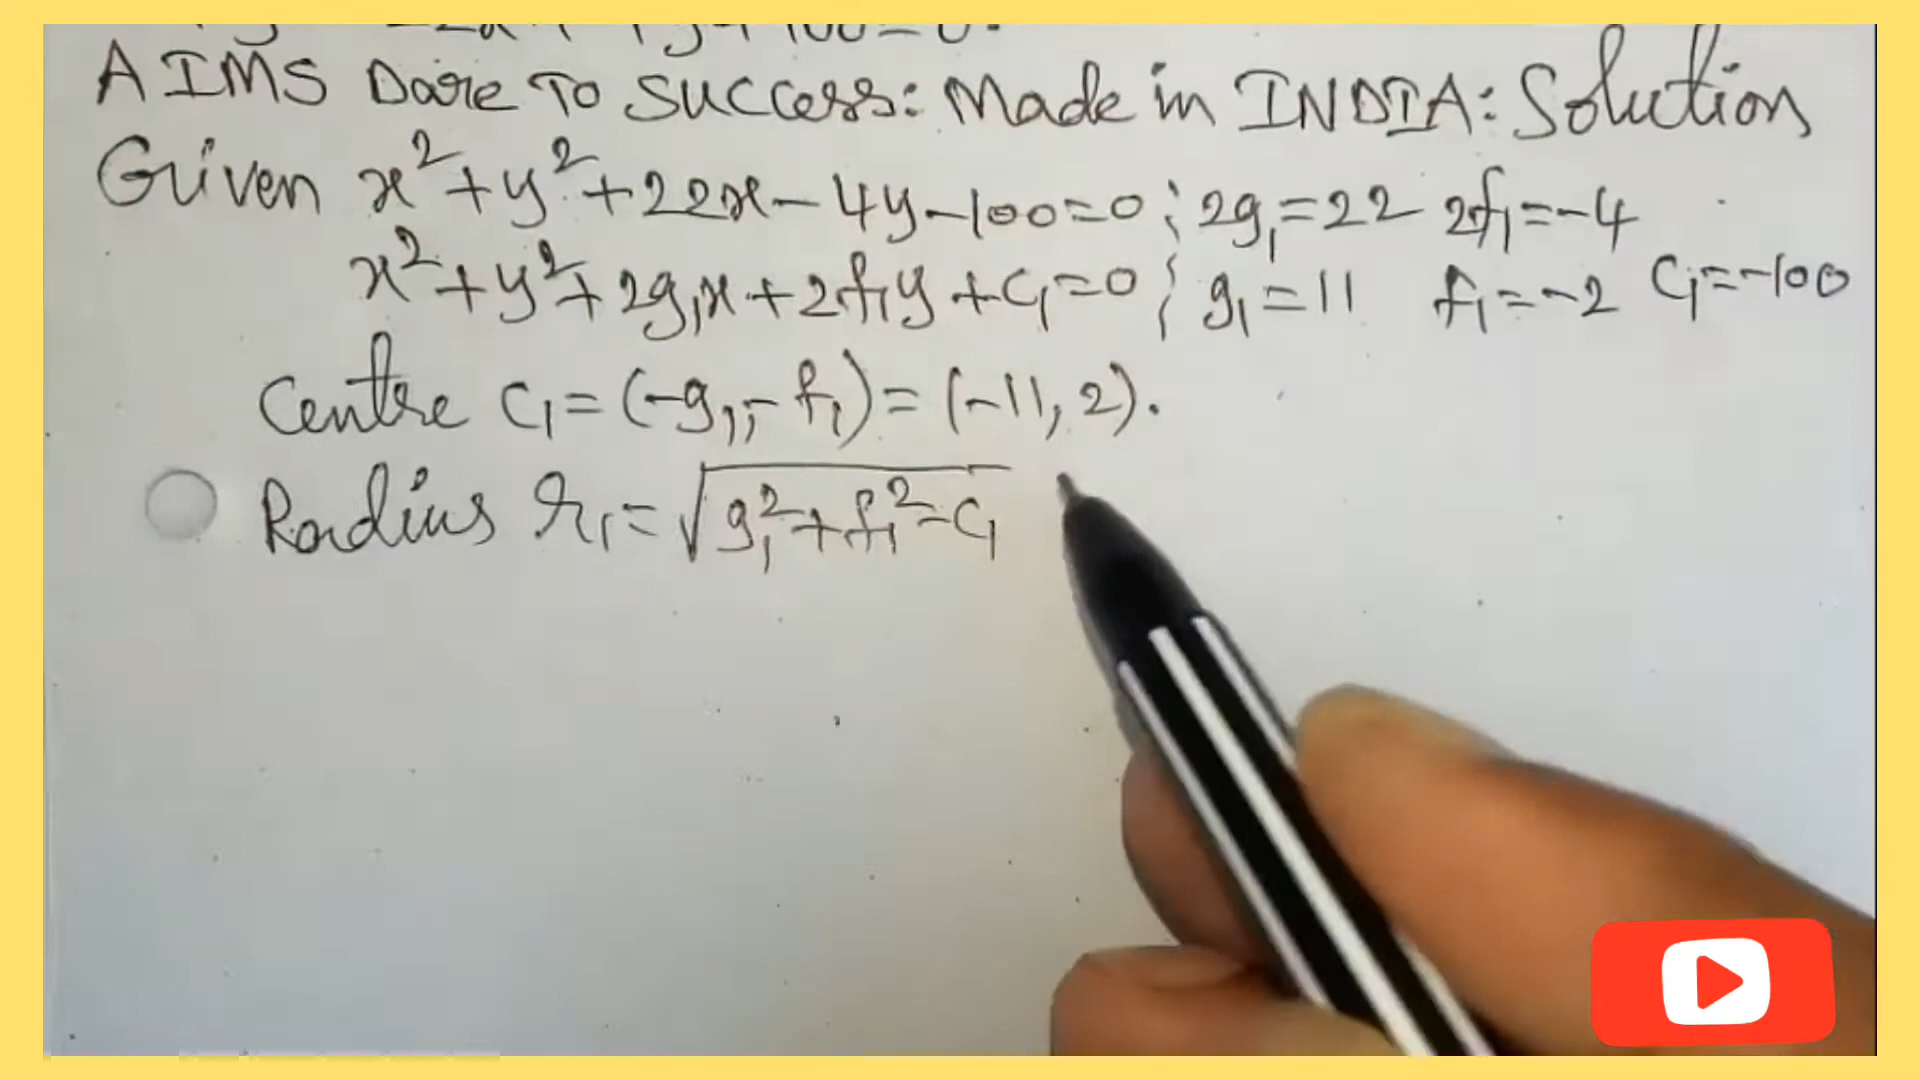 AIMS Dare To Success: Made in INDIA: Solution
Given x²+y²+22x-4y-100=0 ; 2g₁=22 2f₁=-4
x²+y²+2g₁x+2f₁y+c₁=0 ; g₁=11 f₁=-2 c₁=-100
Centre C₁=(-g₁,-f₁)=(-11,2).
Radius r₁=√g₁²+f₁²-c₁